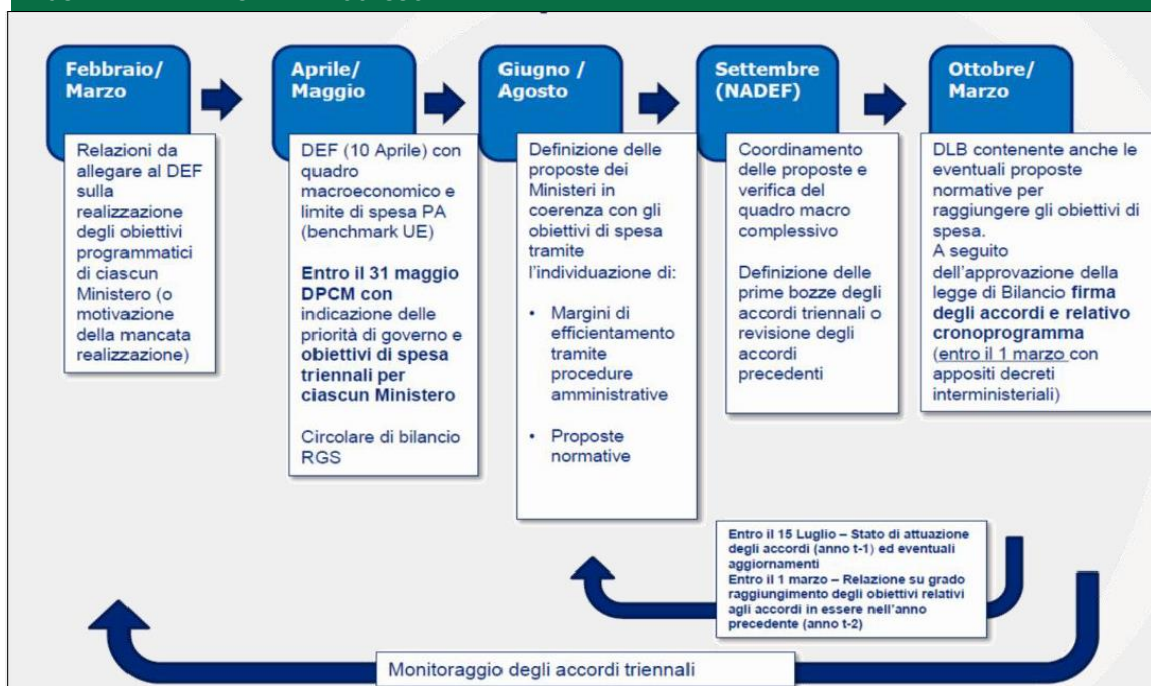 Febbraio/
Marzo
Relazioni da
allegare al DEF
sulla
realizzazione
degli obiettivi
programmatici
di ciascun
Ministero (o
motivazione
della mancata
realizzazione)
Aprile/
Maggio
DEF (10 Aprile) con
quadro
macroeconomico e
limite di spesa PA
(benchmark UE)
Entro il 31 maggio
DPCM con
indicazione delle
priorità di governo e
obiettivi di spesa
triennali per
ciascun Ministero
Circolare di bilancio
RGS
Giugno /
Agosto
Definizione delle
proposte dei
Ministeri in
coerenza con gli
obiettivi di spesa
tramite
l'individuazione di:
• Margini di
efficientamento
tramite
procedure
amministrative
• Proposte
normative
Settembre
(NADEF)
Coordinamento
delle proposte e
verifica del
quadro macro
complessivo
Definizione delle
prime bozze degli
accordi triennali o
revisione degli
accordi
precedenti
Ottobre/
Marzo
DLB contenente anche le
eventuali proposte
normative per
raggiungere gli obiettivi di
spesa.
A seguito
dell'approvazione della
legge di Bilancio firma
degli accordi e relativo
cronoprogramma
(entro il 1 marzo con
appositi decreti
interministeriali)
Entro il 15 Luglio – Stato di attuazione
degli accordi (anno t-1) ed eventuali
aggiornamenti
Entro il 1 marzo – Relazione su grado
raggiungimento degli obiettivi relativi
agli accordi in essere nell'anno
precedente (anno t-2)
Monitoraggio degli accordi triennali